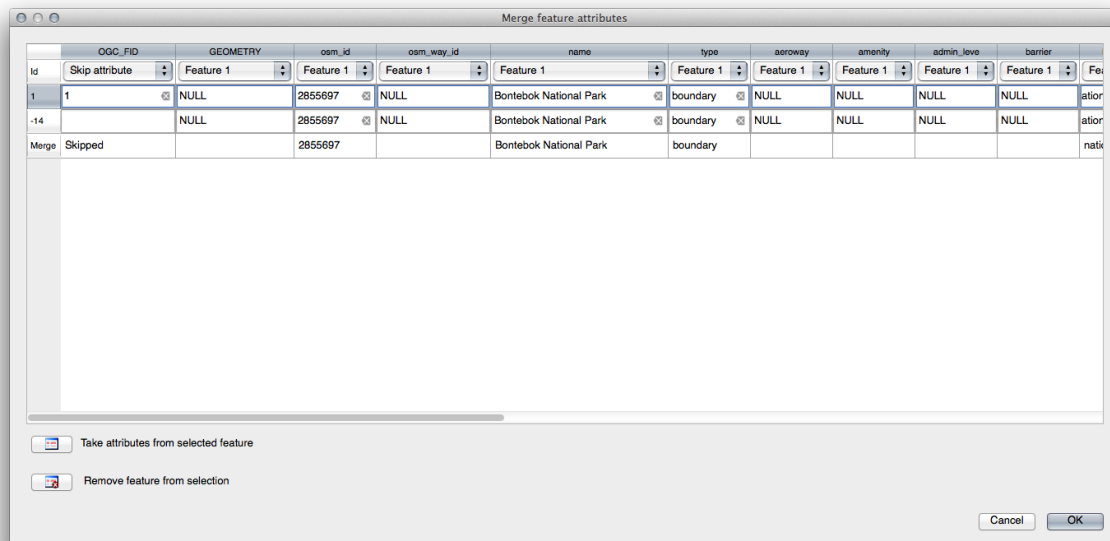 Merge feature attributes
OGC_FID GEOMETRY osm_id osm_way_id name type aeroway amenity admin_leve barrier
Id Skip attribute Feature 1 Feature 1 Feature 1 Feature 1 Feature 1 Feature 1 Feature 1 Feature 1 Feature 1 Fea
1 1 NULL 2855697 NULL Bontebok National Park boundary NULL NULL NULL NULL ation
-14 NULL 2855697 NULL Bontebok National Park boundary NULL NULL NULL NULL ation
Merge Skipped 2855697 Bontebok National Park boundary natio
Take attributes from selected feature
Remove feature from selection
Cancel OK